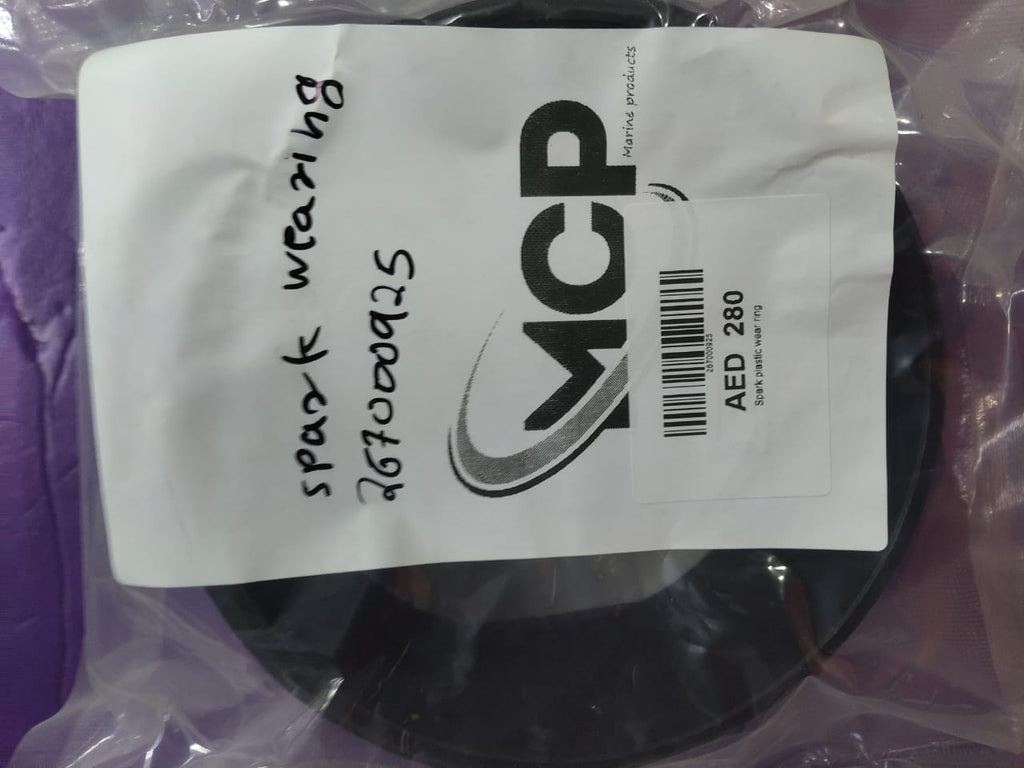 spark wearing
267000925
MCP
Marine products
267000925
AED 280
Spark plastic wear ring